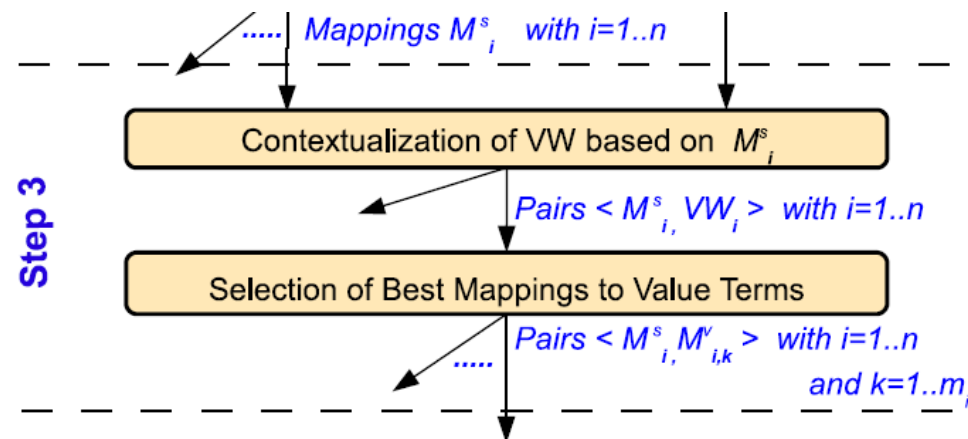 ..... Mappings M^s_i with i=1..n
Step 3
Contextualization of VW based on M^s_i
Pairs < M^s_i, VW_i > with i=1..n
Selection of Best Mappings to Value Terms
Pairs < M^s_i, M^v_i,k > with i=1..n
.....
and k=1..m_i